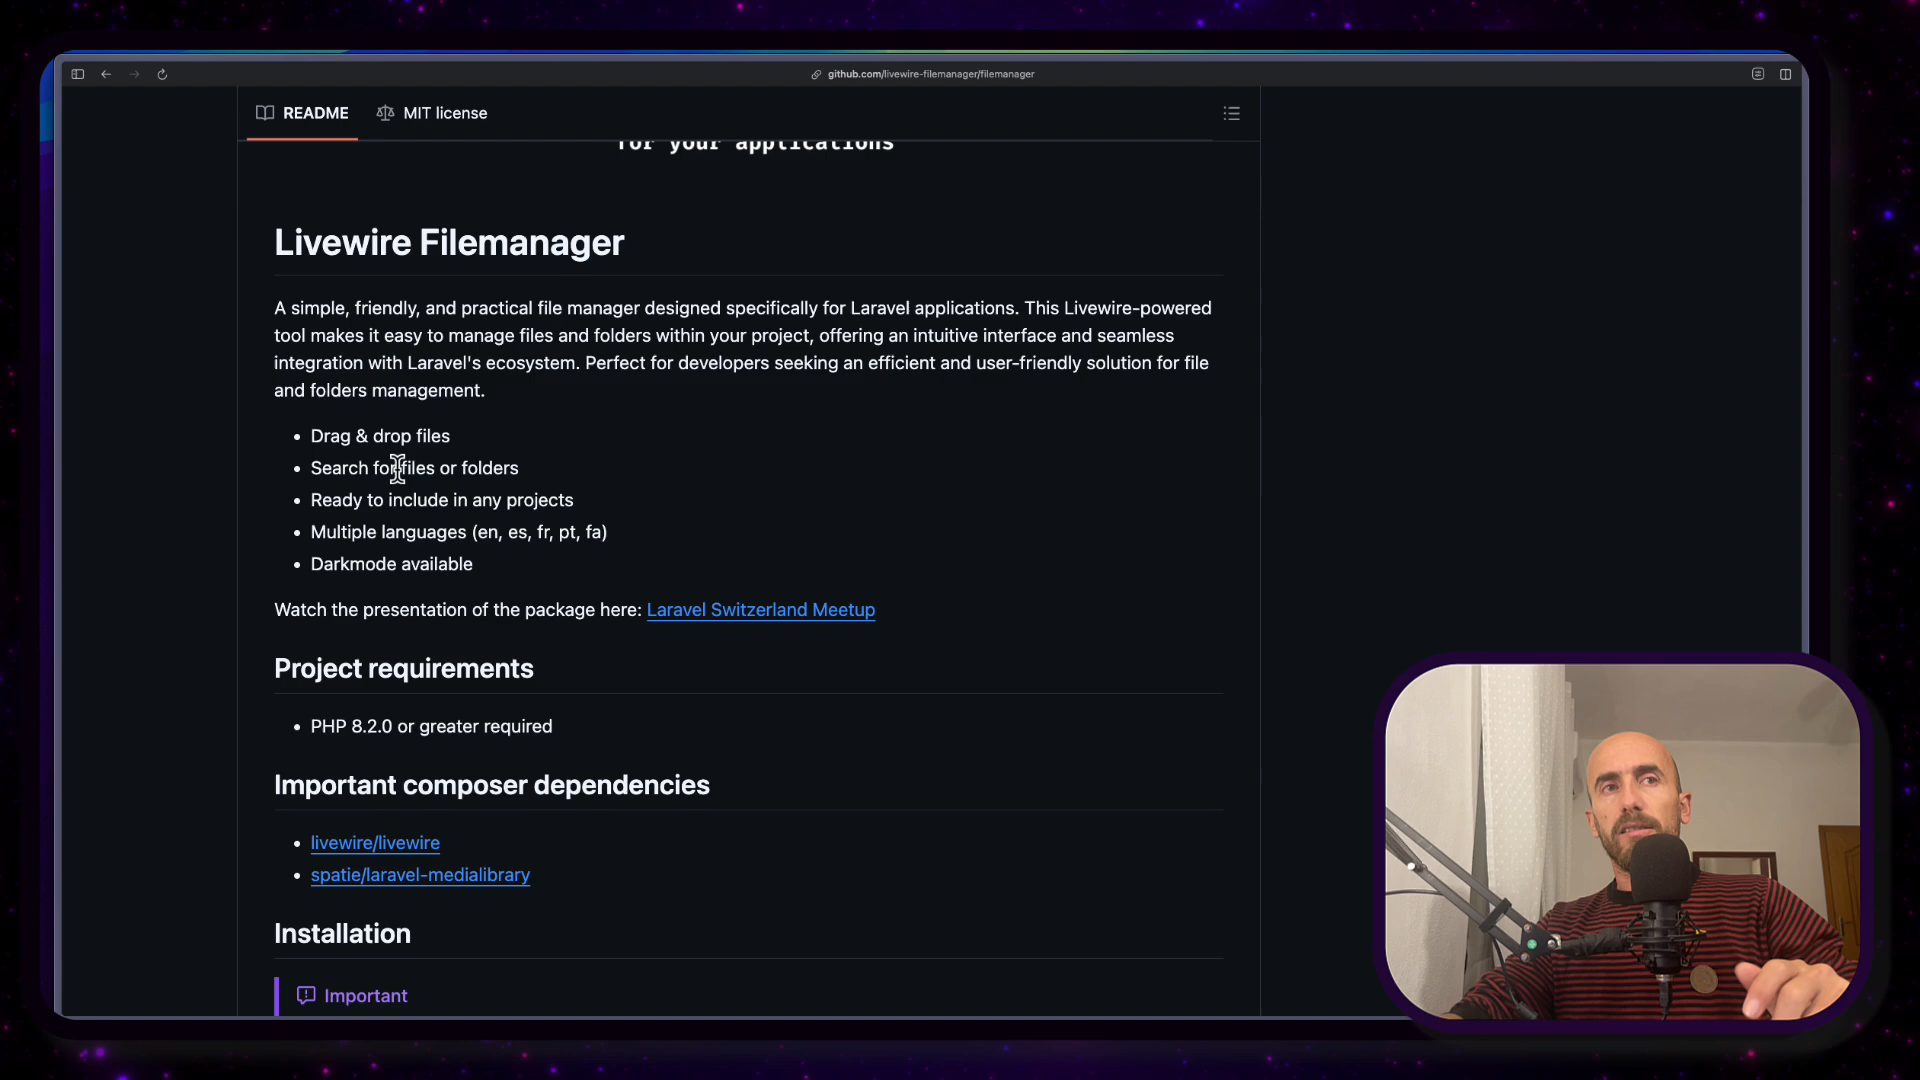 github.com/livewire-filemanager/filemanager
README
MIT license
for your applications
Livewire Filemanager
A simple, friendly, and practical file manager designed specifically for Laravel applications. This Livewire-powered
tool makes it easy to manage files and folders within your project, offering an intuitive interface and seamless
integration with Laravel's ecosystem. Perfect for developers seeking an efficient and user-friendly solution for file
and folders management.
• Drag & drop files
• Search for files or folders
• Ready to include in any projects
• Multiple languages (en, es, fr, pt, fa)
• Darkmode available
Watch the presentation of the package here: Laravel Switzerland Meetup
Project requirements
• PHP 8.2.0 or greater required
Important composer dependencies
• livewire/livewire
• spatie/laravel-medialibrary
Installation
Important